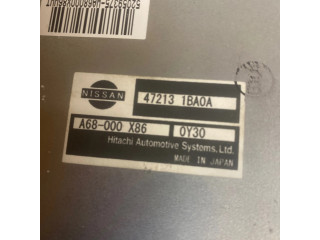 NISSAN
47213 1BA0A
A68-000 X86
0Y30
Hitachi Automotive Systems, Ltd.
MADE IN JAPAN